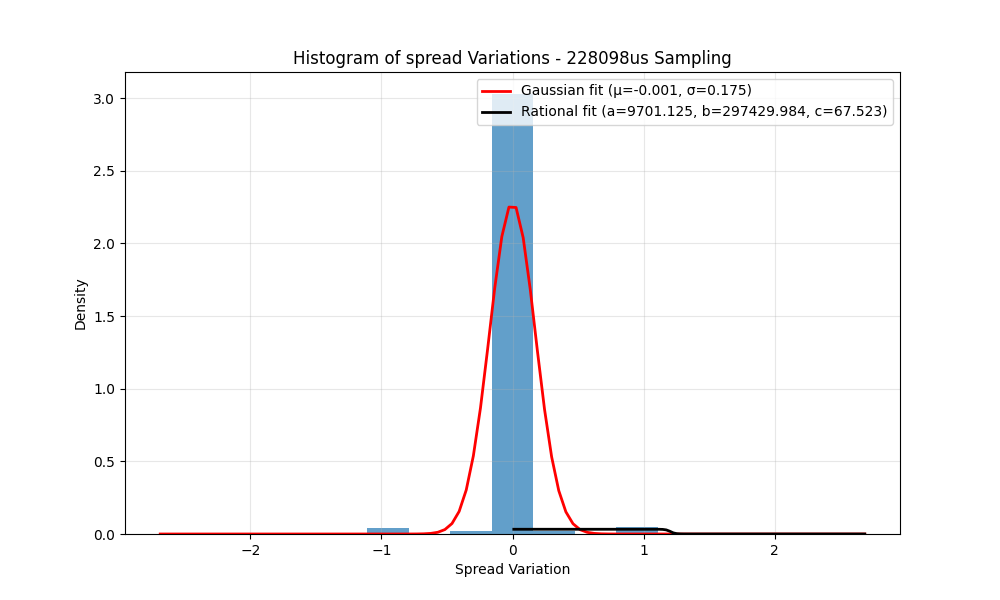 Histogram of spread Variations - 228098us Sampling
Gaussian fit (μ=-0.001, σ=0.175)
Rational fit (a=9701.125, b=297429.984, c=67.523)
Density
3.0
2.5
2.0
1.5
1.0
0.5
0.0
−2
−1
0
1
2
Spread Variation